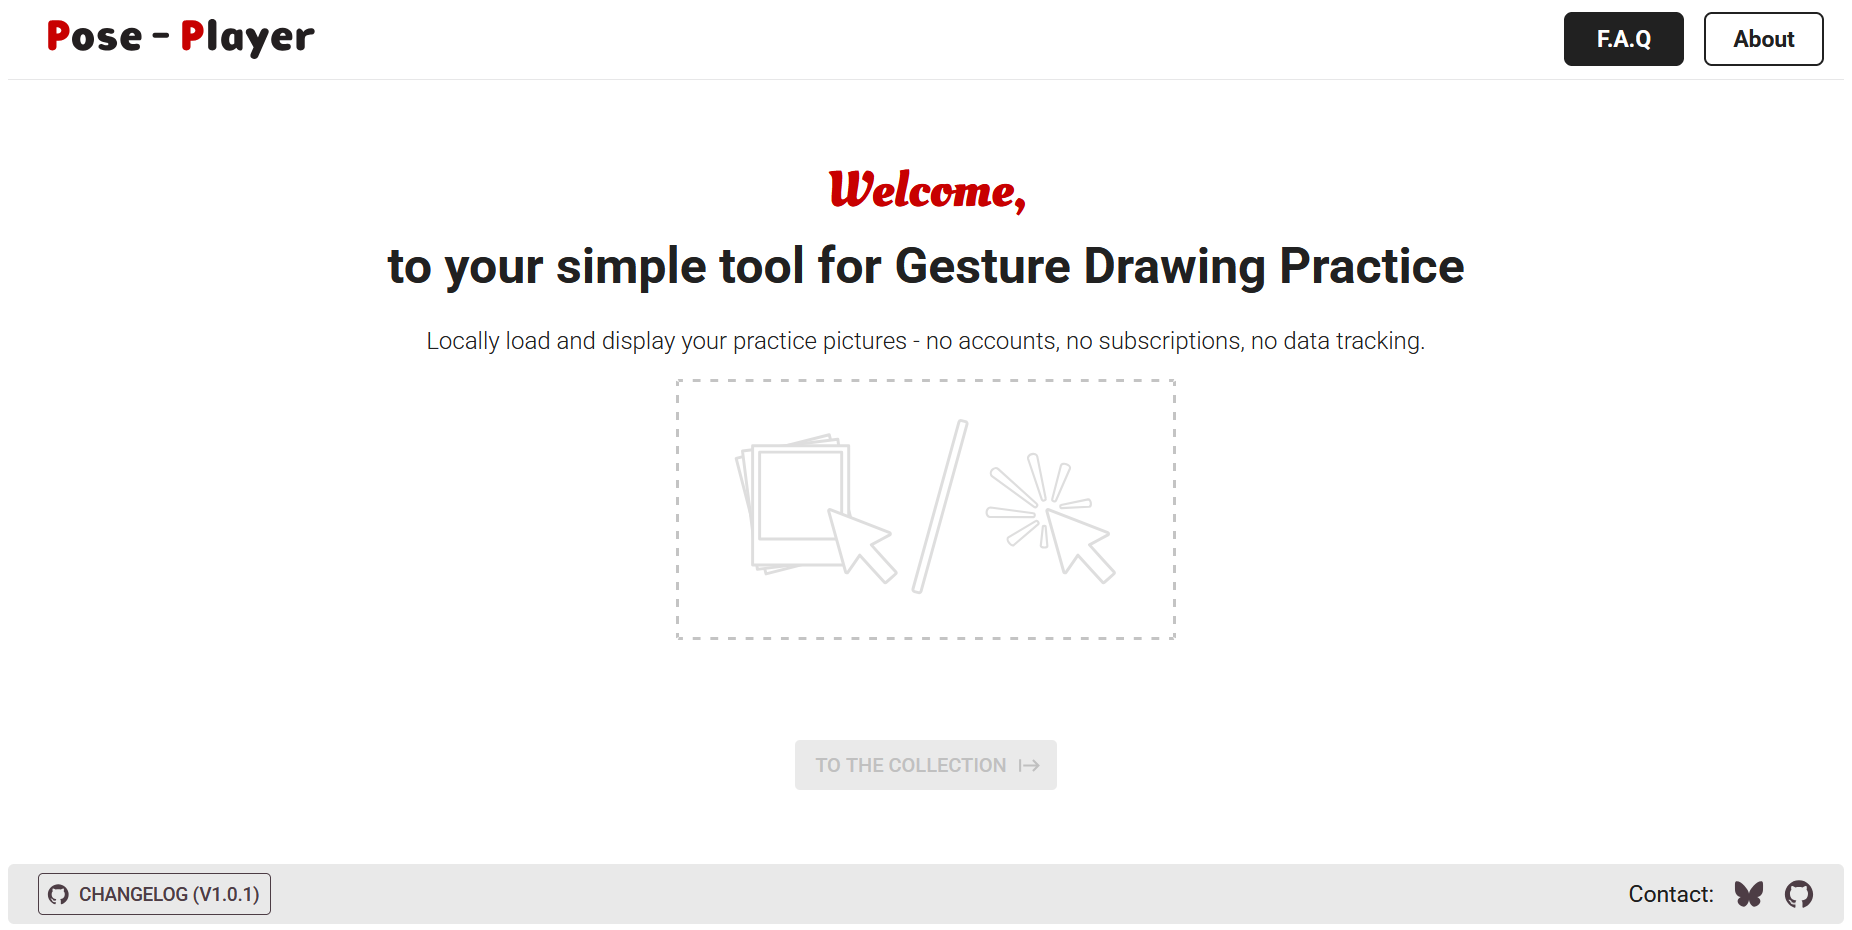 Pose - Player
F.A.Q
About
Welcome,
to your simple tool for Gesture Drawing Practice
Locally load and display your practice pictures - no accounts, no subscriptions, no data tracking.
TO THE COLLECTION
CHANGELOG (V1.0.1)
Contact: